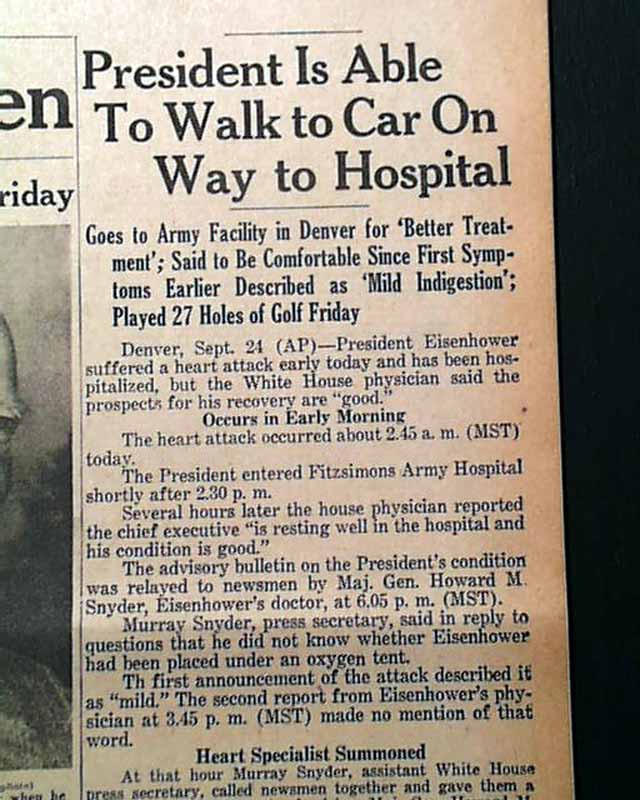 en
riday
President Is Able
To Walk to Car On
Way to Hospital
Goes to Army Facility in Denver for 'Better Treat-
ment'; Said to Be Comfortable Since First Symp-
toms Earlier Described as 'Mild Indigestion';
Played 27 Holes of Golf Friday
Denver, Sept. 24 (AP)—President Eisenhower
suffered a heart attack early today and has been hos-
pitalized, but the White House physician said the
prospects for his recovery are "good."
Occurs in Early Morning
The heart attack occurred about 2.45 a. m. (MST)
today.
The President entered Fitzsimons Army Hospital
shortly after 2.30 p. m.
Several hours later the house physician reported
the chief executive "is resting well in the hospital and
his condition is good."
The advisory bulletin on the President's condition
was relayed to newsmen by Maj. Gen. Howard M.
Snyder, Eisenhower's doctor, at 6.05 p. m. (MST).
Murray Snyder, press secretary, said in reply to
questions that he did not know whether Eisenhower
had been placed under an oxygen tent.
Th first announcement of the attack described it
as "mild." The second report from Eisenhower's phy-
sician at 3.45 p. m. (MST) made no mention of that
word.
Heart Specialist Summoned
At that hour Murray Snyder, assistant White House
press secretary, called newsmen together and gave them a
when he